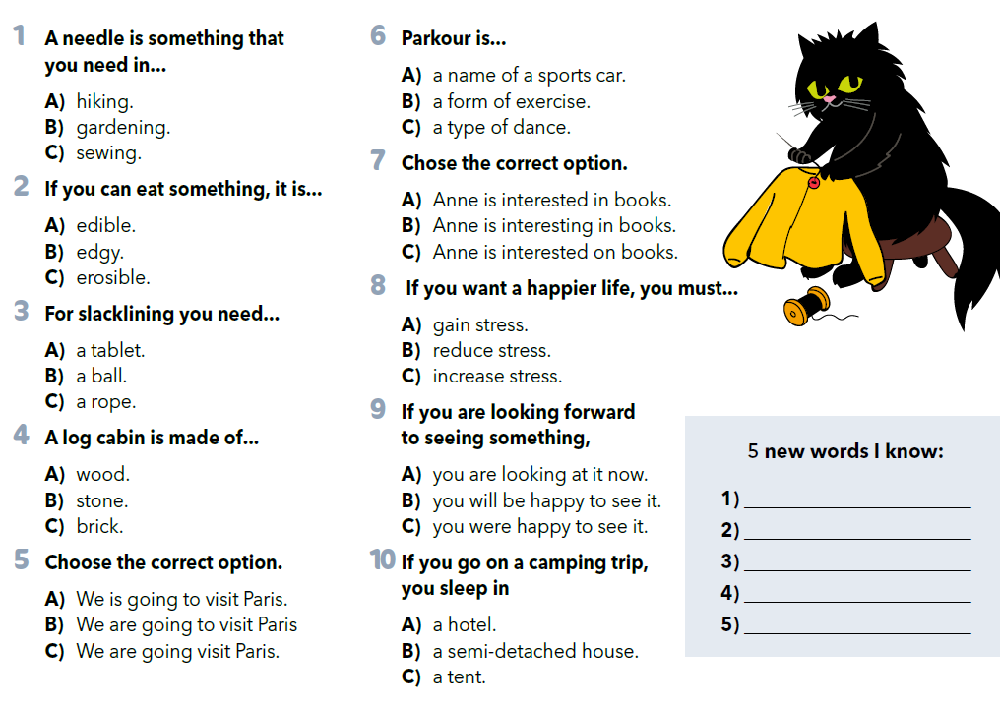 1 A needle is something that
you need in...
A) hiking.
B) gardening.
C) sewing.
2 If you can eat something, it is...
A) edible.
B) edgy.
C) erosible.
3 For slacklining you need...
A) a tablet.
B) a ball.
C) a rope.
4 A log cabin is made of...
A) wood.
B) stone.
C) brick.
5 Choose the correct option.
A) We is going to visit Paris.
B) We are going to visit Paris
C) We are going visit Paris.
6 Parkour is...
A) a name of a sports car.
B) a form of exercise.
C) a type of dance.
7 Chose the correct option.
A) Anne is interested in books.
B) Anne is interesting in books.
C) Anne is interested on books.
8 If you want a happier life, you must...
A) gain stress.
B) reduce stress.
C) increase stress.
9 If you are looking forward
to seeing something,
A) you are looking at it now.
B) you will be happy to see it.
C) you were happy to see it.
10 If you go on a camping trip,
you sleep in
A) a hotel.
B) a semi-detached house.
C) a tent.
5 new words I know:
1)
2)
3)
4)
5)